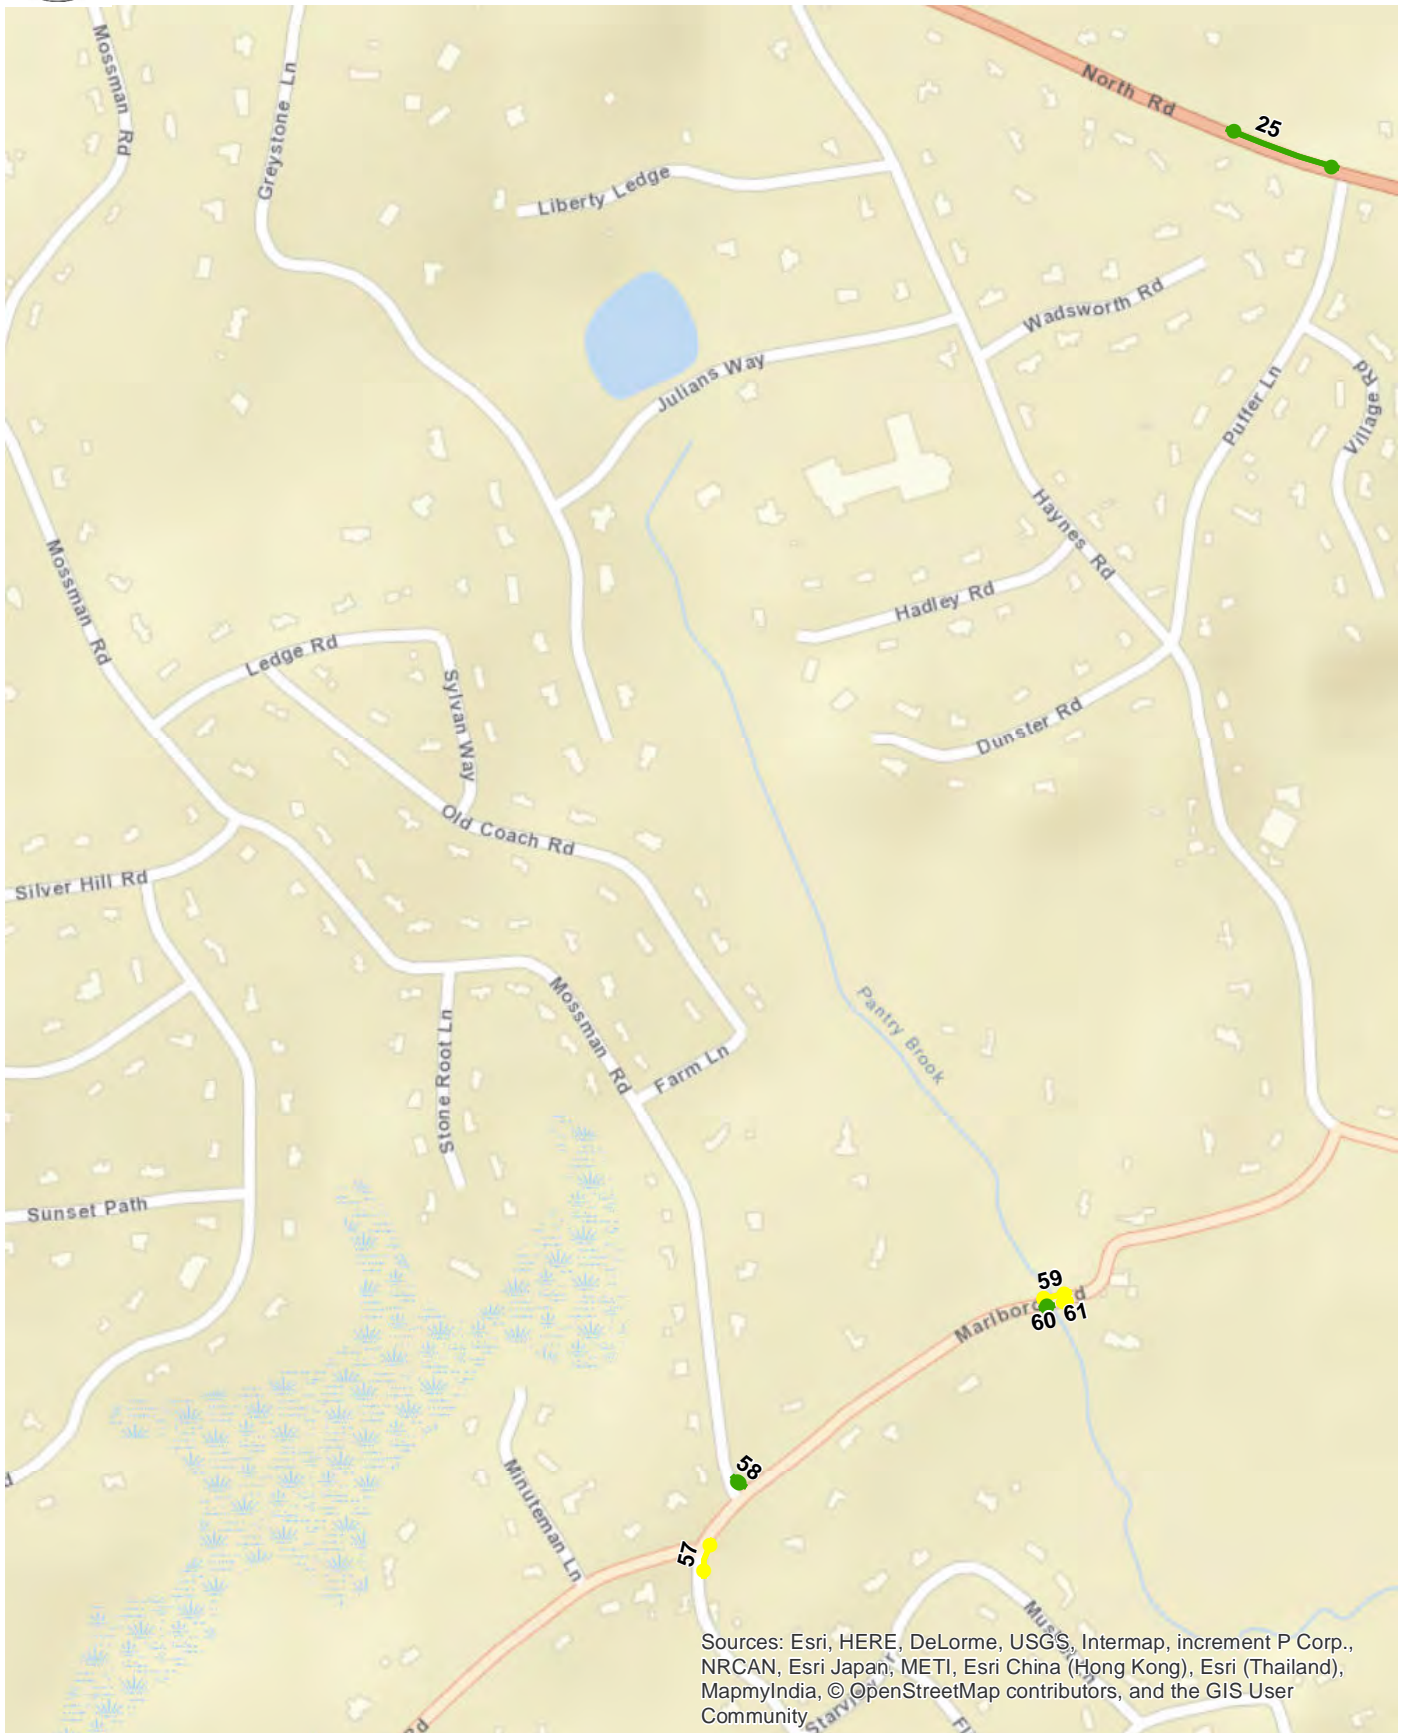 Mossman Rd
Greystone Ln
North Rd
25
Liberty Ledge
Wadsworth Rd
Julians Way
Puffer Ln
Village Rd
Haynes Rd
Mossman Rd
Hadley Rd
Ledge Rd
Sylvan Way
Dunster Rd
Old Coach Rd
Silver Hill Rd
Mossman Rd
Pantry Brook
Stone Root Ln
Farm Ln
Sunset Path
59
Marlboro
60
61
58
Minuteman Ln
57
Sources: Esri, HERE, DeLorme, USGS, Intermap, increment P Corp.,
NRCAN, Esri Japan, METI, Esri China (Hong Kong), Esri (Thailand),
MapmyIndia, © OpenStreetMap contributors, and the GIS User
Community
Rd